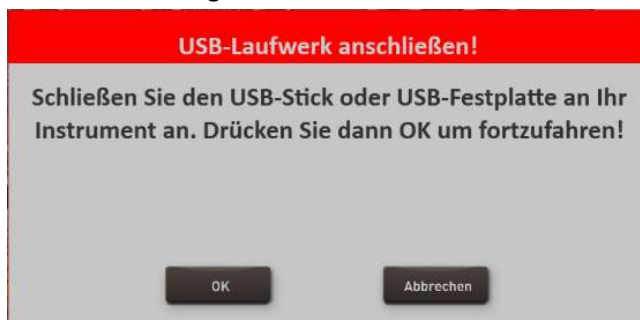 USB-Laufwerk anschließen!
Schließen Sie den USB-Stick oder USB-Festplatte an Ihr
Instrument an. Drücken Sie dann OK um fortzufahren!
OK Abbrechen